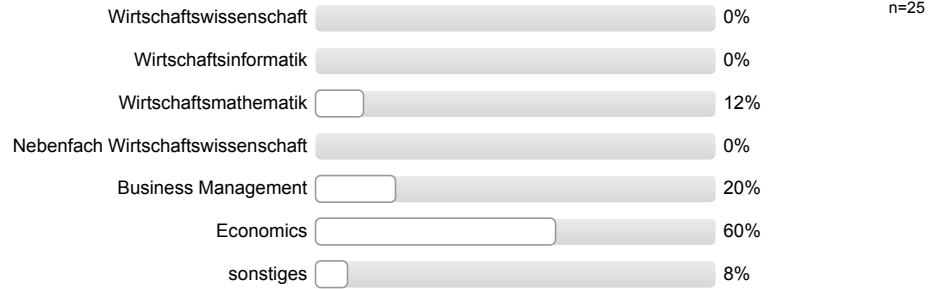 Wirtschaftswissenschaft 0% n=25
Wirtschaftsinformatik 0%
Wirtschaftsmathematik 12%
Nebenfach Wirtschaftswissenschaft 0%
Business Management 20%
Economics 60%
sonstiges 8%